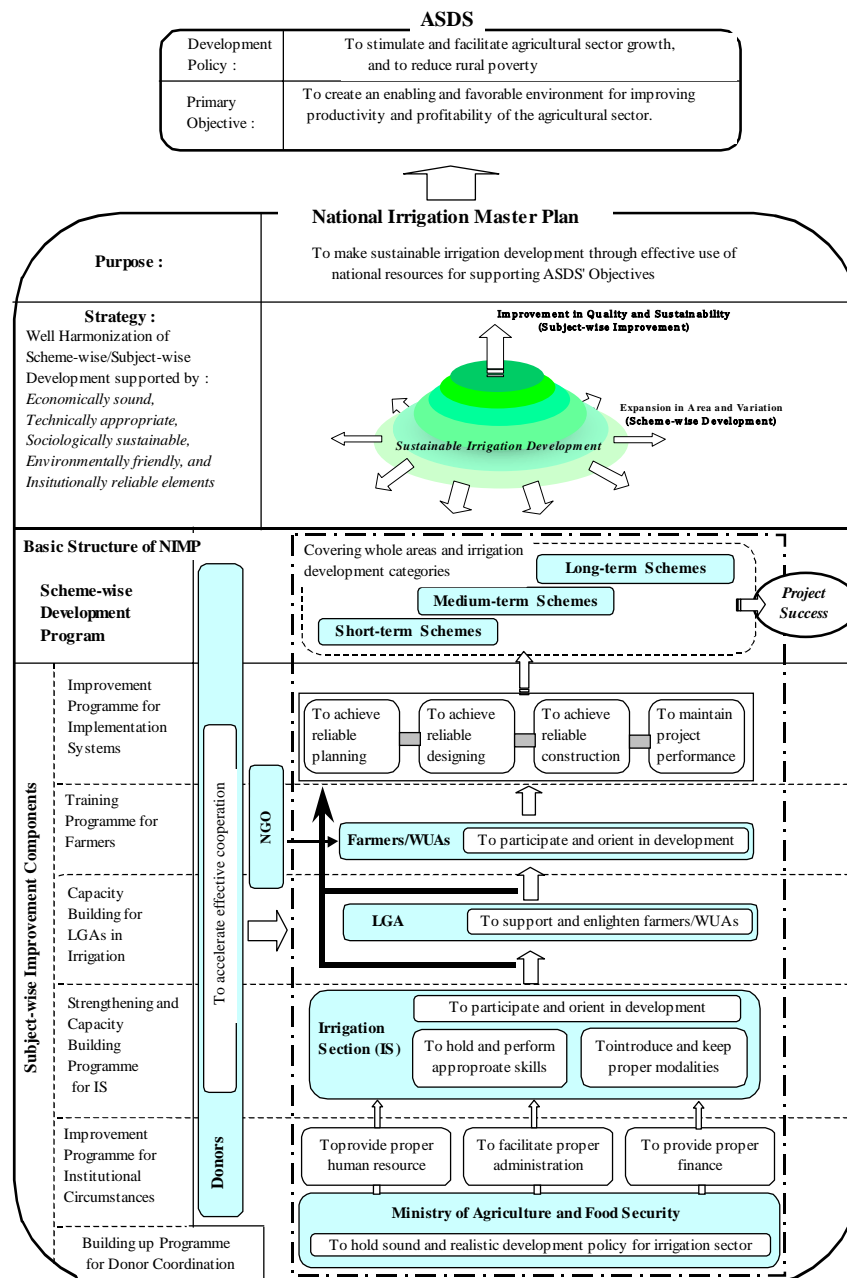 ASDS
Development
Policy :
To stimulate and facilitate agricultural sector growth,
and to reduce rural poverty
Primary
Objective :
To create an enabling and favorable environment for improving
productivity and profitability of the agricultural sector.
National Irrigation Master Plan
Purpose :
To make sustainable irrigation development through effective use of
national resources for supporting ASDS' Objectives
Strategy :
Well Harmonization of
Scheme-wise/Subject-wise
Development supported by :
Economically sound,
Technically appropriate,
Sociologically sustainable,
Environmentally friendly, and
Insitutionally reliable elements
Improvement in Quality and Sustainability
(Subject-wise Improvement)
Expansion in Area and Variation
(Scheme-wise Development)
Sustainable Irrigation Development
Basic Structure of NIMP
Scheme-wise
Development
Program
Covering whole areas and irrigation
development categories
Long-term Schemes
Medium-term Schemes
Short-term Schemes
Project
Success
Subject-wise Improvement Components
Improvement
Programme for
Implementation
Systems
To achieve
reliable
planning
To achieve
reliable
designing
To achieve
reliable
construction
To maintain
project
performance
Training
Programme for
Farmers
NGO
Farmers/WUAs
To participate and orient in development
Capacity
Building for
LGAs in
Irrigation
To accelerate effective cooperation
LGA
To support and enlighten farmers/WUAs
Strengthening and
Capacity
Building
Programme
for IS
Irrigation
Section (IS)
To participate and orient in development
To hold and perform
approproate skills
Tointroduce and keep
proper modalities
Improvement
Programme for
Institutional
Circumstances
Donors
Toprovide proper
human resource
To facilitate proper
administration
To provide proper
finance
Ministry of Agriculture and Food Security
To hold sound and realistic development policy for irrigation sector
Building up Programme
for Donor Coordination